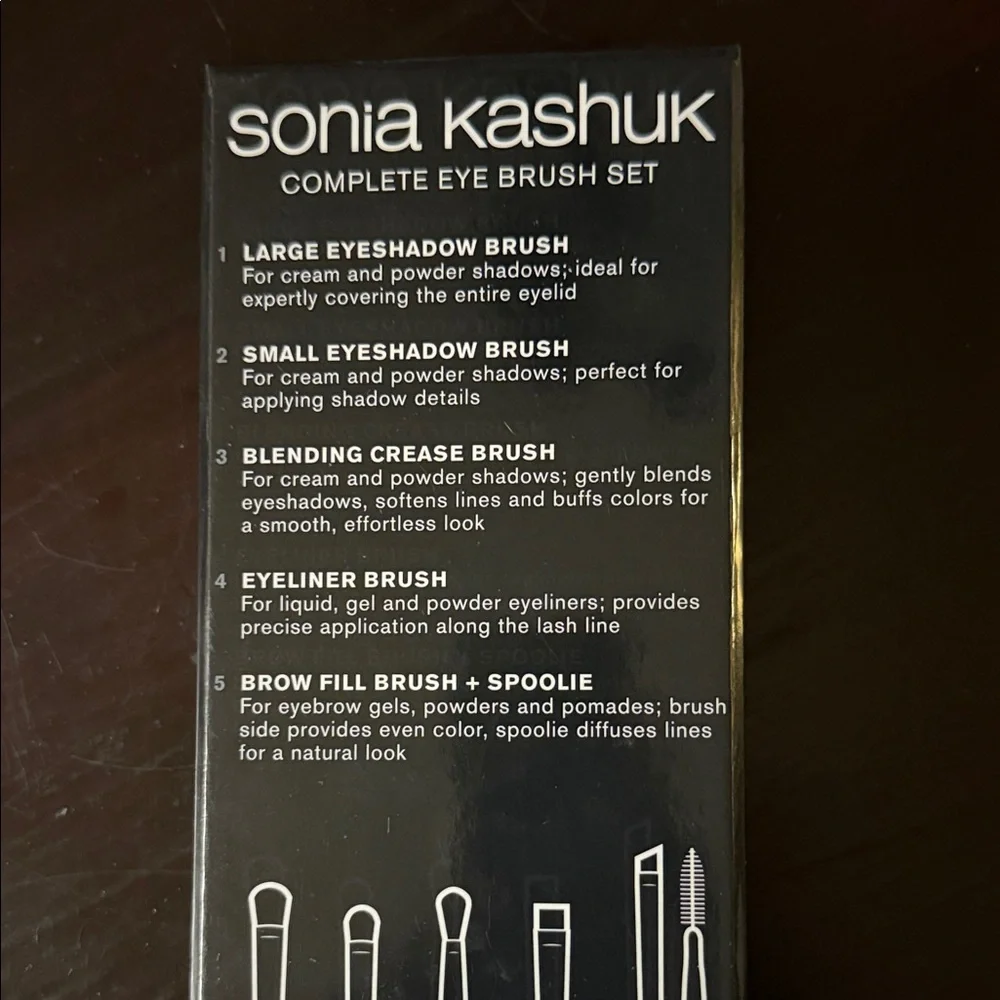 sonia kashuk
COMPLETE EYE BRUSH SET
1 LARGE EYESHADOW BRUSH
For cream and powder shadows; ideal for
expertly covering the entire eyelid
2 SMALL EYESHADOW BRUSH
For cream and powder shadows; perfect for
applying shadow details
3 BLENDING CREASE BRUSH
For cream and powder shadows; gently blends
eyeshadows, softens lines and buffs colors for
a smooth, effortless look
4 EYELINER BRUSH
For liquid, gel and powder eyeliners; provides
precise application along the lash line
5 BROW FILL BRUSH + SPOOLIE
For eyebrow gels, powders and pomades; brush
side provides even color, spoolie diffuses lines
for a natural look